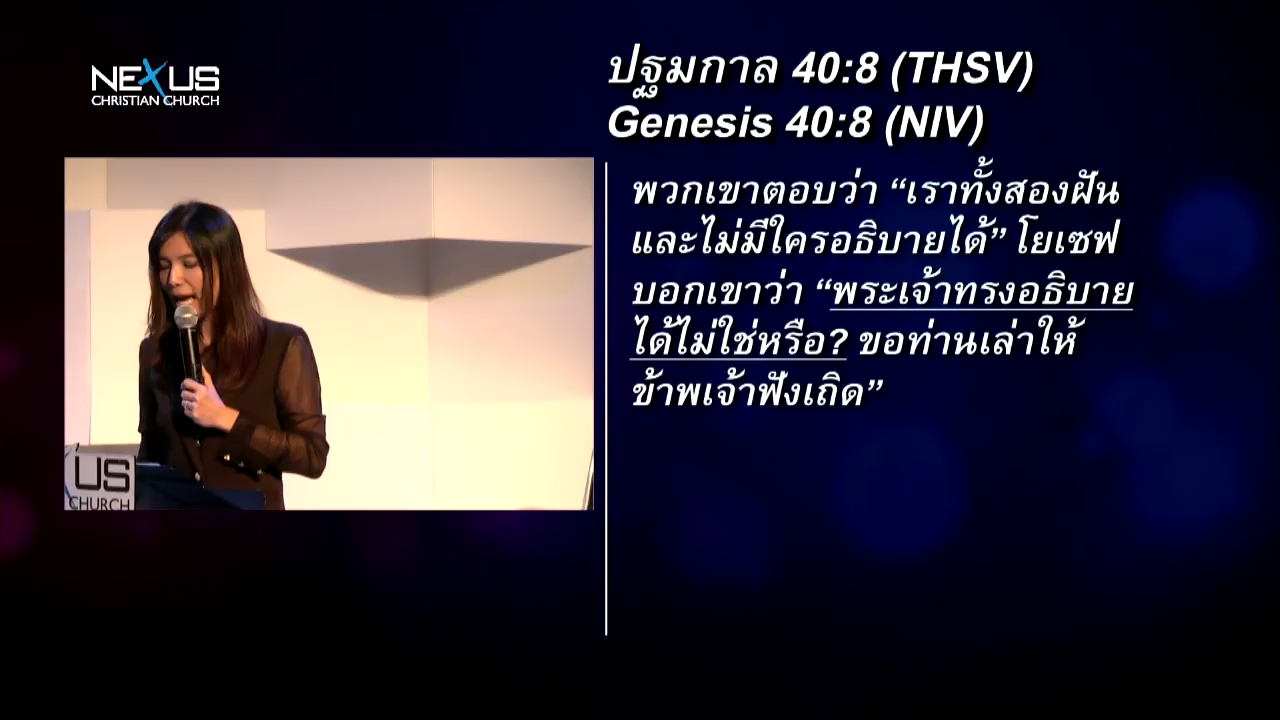 NEXUS
CHRISTIAN CHURCH
ปฐมกาล 40:8 (THSV)
Genesis 40:8 (NIV)
พวกเขาตอบว่า “เราทั้งสองฝัน
และไม่มีใครอธิบายได้” โยเซฟ
บอกเขาว่า “พระเจ้าทรงอธิบาย
ได้ไม่ใช่หรือ? ขอท่านเล่าให้
ข้าพเจ้าฟังเถิด”
US
CHURCH